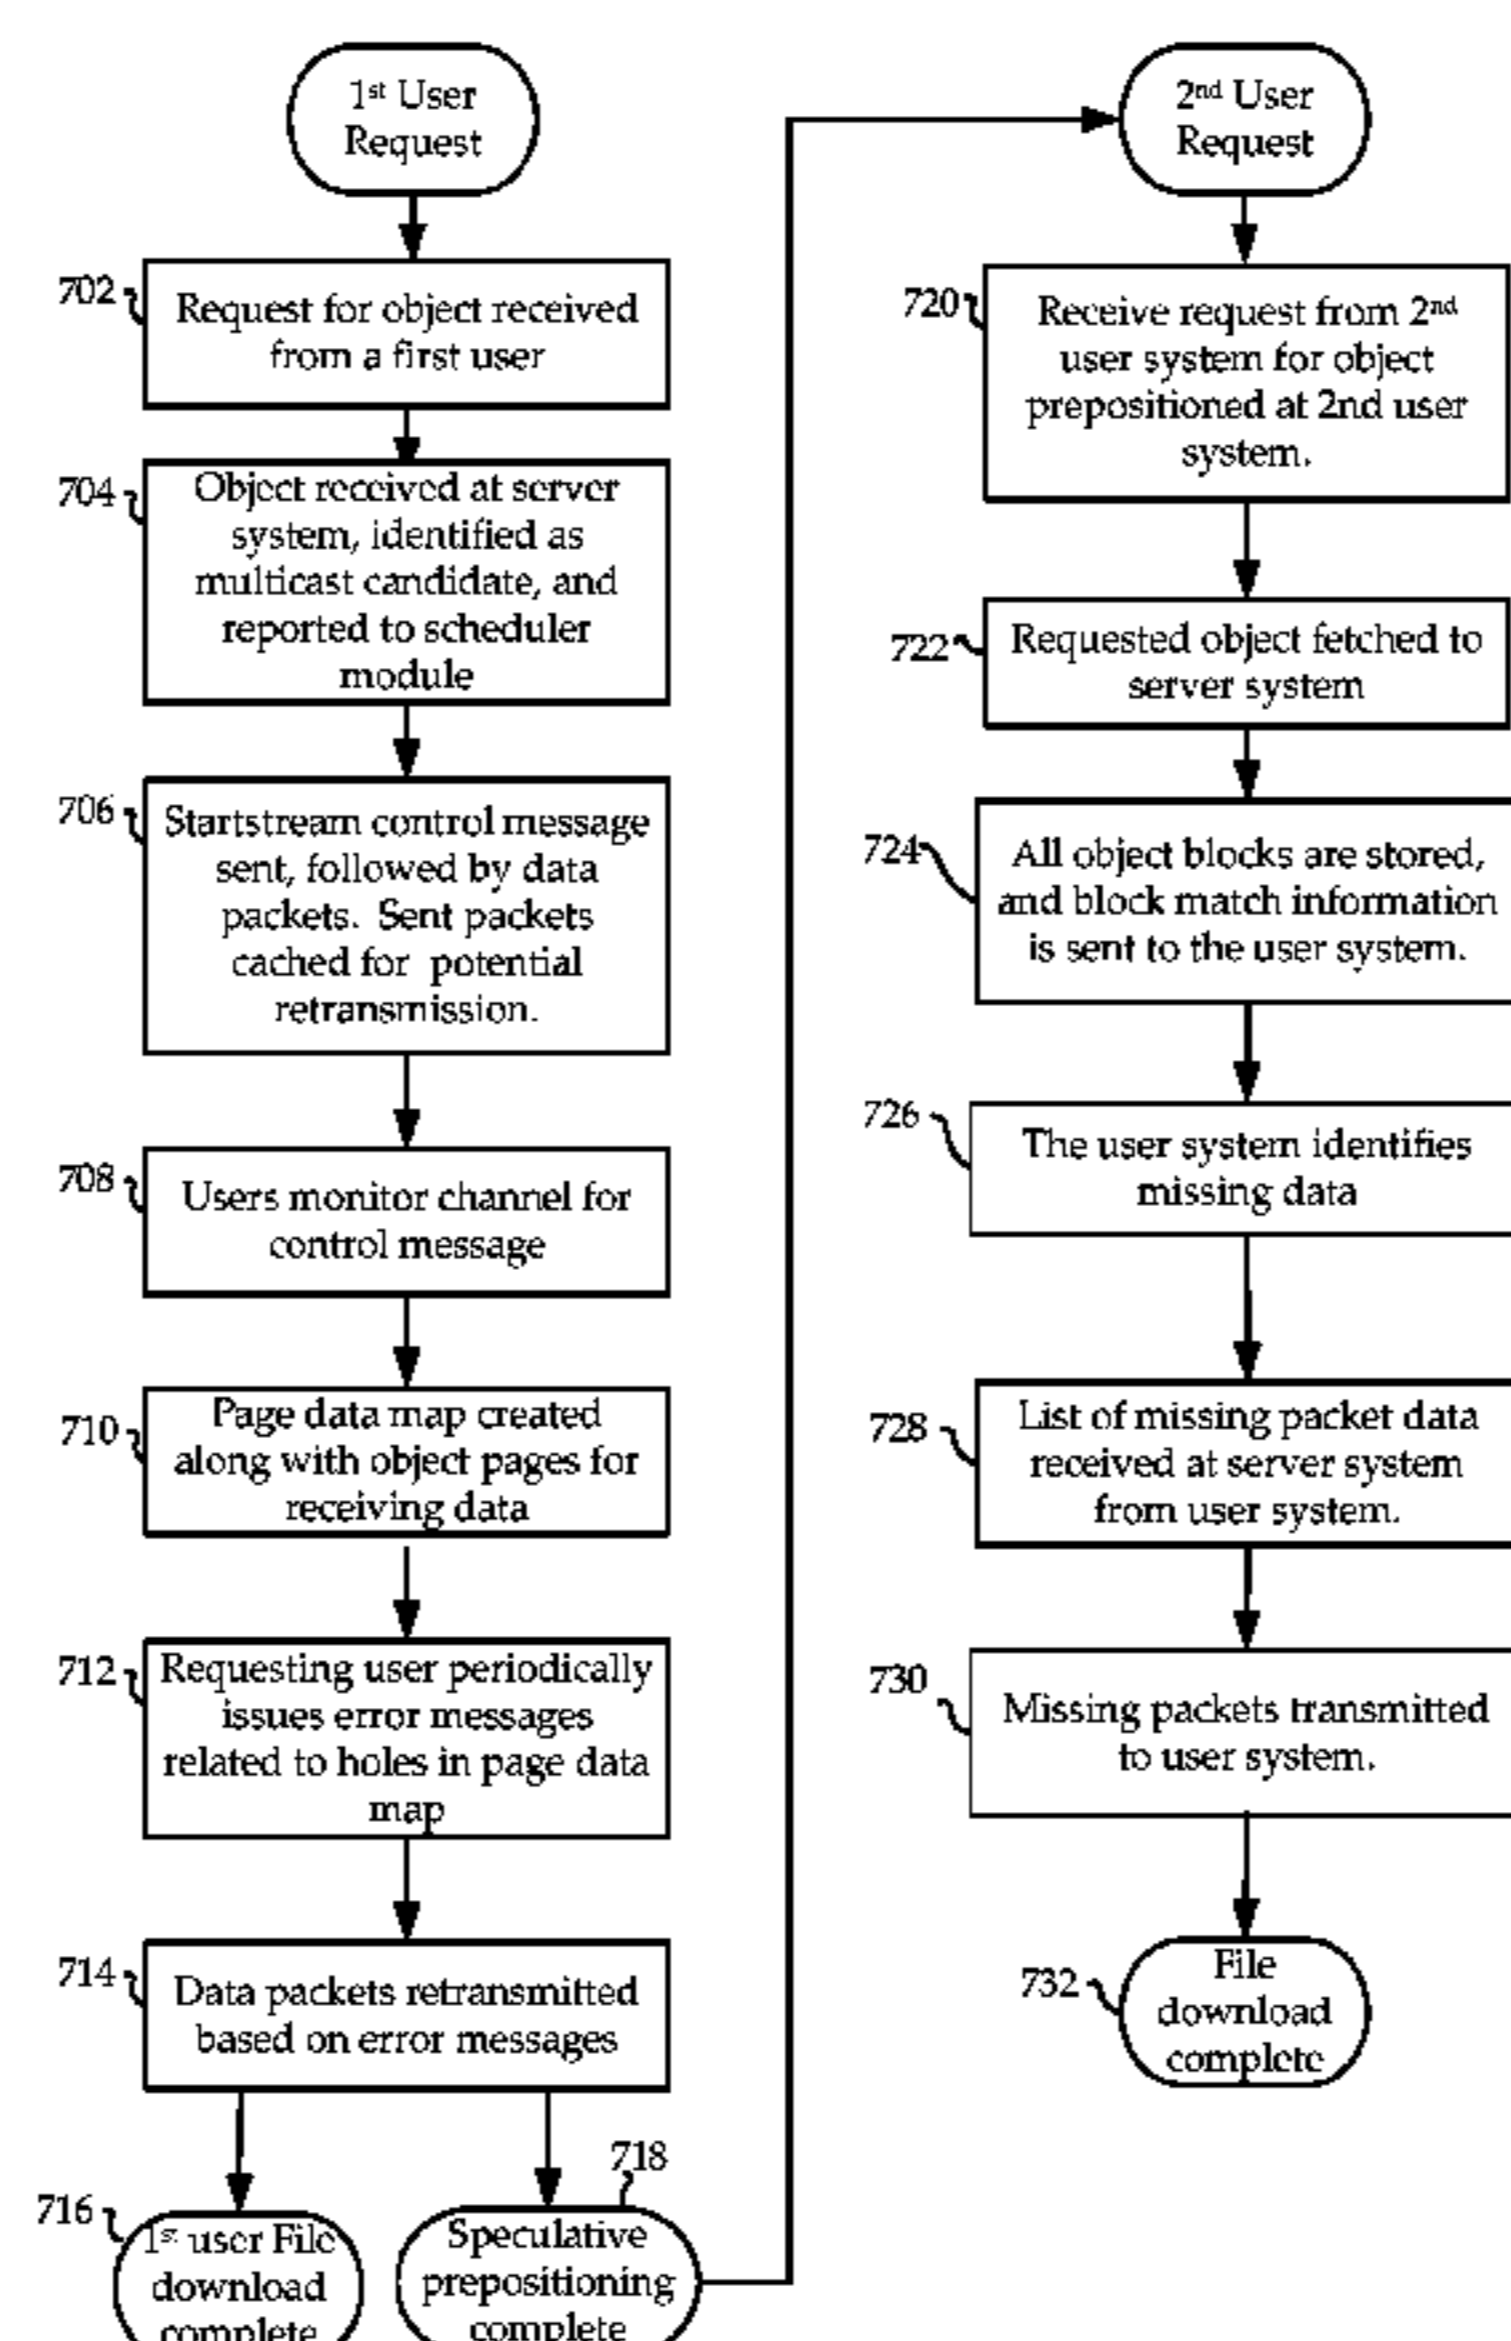 1st User
Request
702
Request for object received
from a first user
704
Object received at server
system, identified as
multicast candidate, and
reported to scheduler
module
706
Startstream control message
sent, followed by data
packets. Sent packets
cached for potential
retransmission.
708
Users monitor channel for
control message
710
Page data map created
along with object pages for
receiving data
712
Requesting user periodically
issues error messages
related to holes in page data
map
714
Data packets retransmitted
based on error messages
716
1st user File
download
complete
718
Speculative
prepositioning
complete
2nd User
Request
720
Receive request from 2nd
user system for object
prepositioned at 2nd user
system.
722
Requested object fetched to
server system
724
All object blocks are stored,
and block match information
is sent to the user system.
726
The user system identifies
missing data
728
List of missing packet data
received at server system
from user system.
730
Missing packets transmitted
to user system.
732
File
download
complete